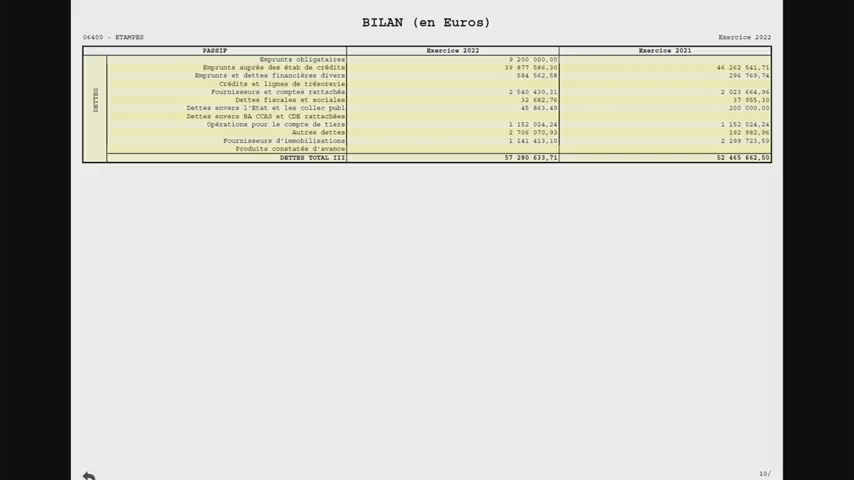 BILAN (en Euros)
06400 - ETAMPES Exercice 2022
PASSIF Exercice 2022 Exercice 2021
DETTES
Emprunts obligataires 9 200 000,00
Emprunts auprès des étab de crédits 39 877 586,30 46 262 541,71
Emprunts et dettes financières divers 584 562,58 296 769,74
Crédits et lignes de trésorerie
Fournisseurs et comptes rattachés 2 540 430,31 2 023 664,96
Dettes fiscales et sociales 32 682,76 37 955,30
Dettes envers l'Etat et les collec publ 45 863,49 200 000,00
Dettes envers BA CCAS et CDE rattachées
Opérations pour le compte de tiers 1 152 024,24 1 152 024,24
Autres dettes 2 706 070,93 192 982,96
Fournisseurs d'immobilisations 1 141 413,10 2 299 723,59
Produits constatés d'avance
DETTES TOTAL III 57 280 633,71 52 465 662,50
10/